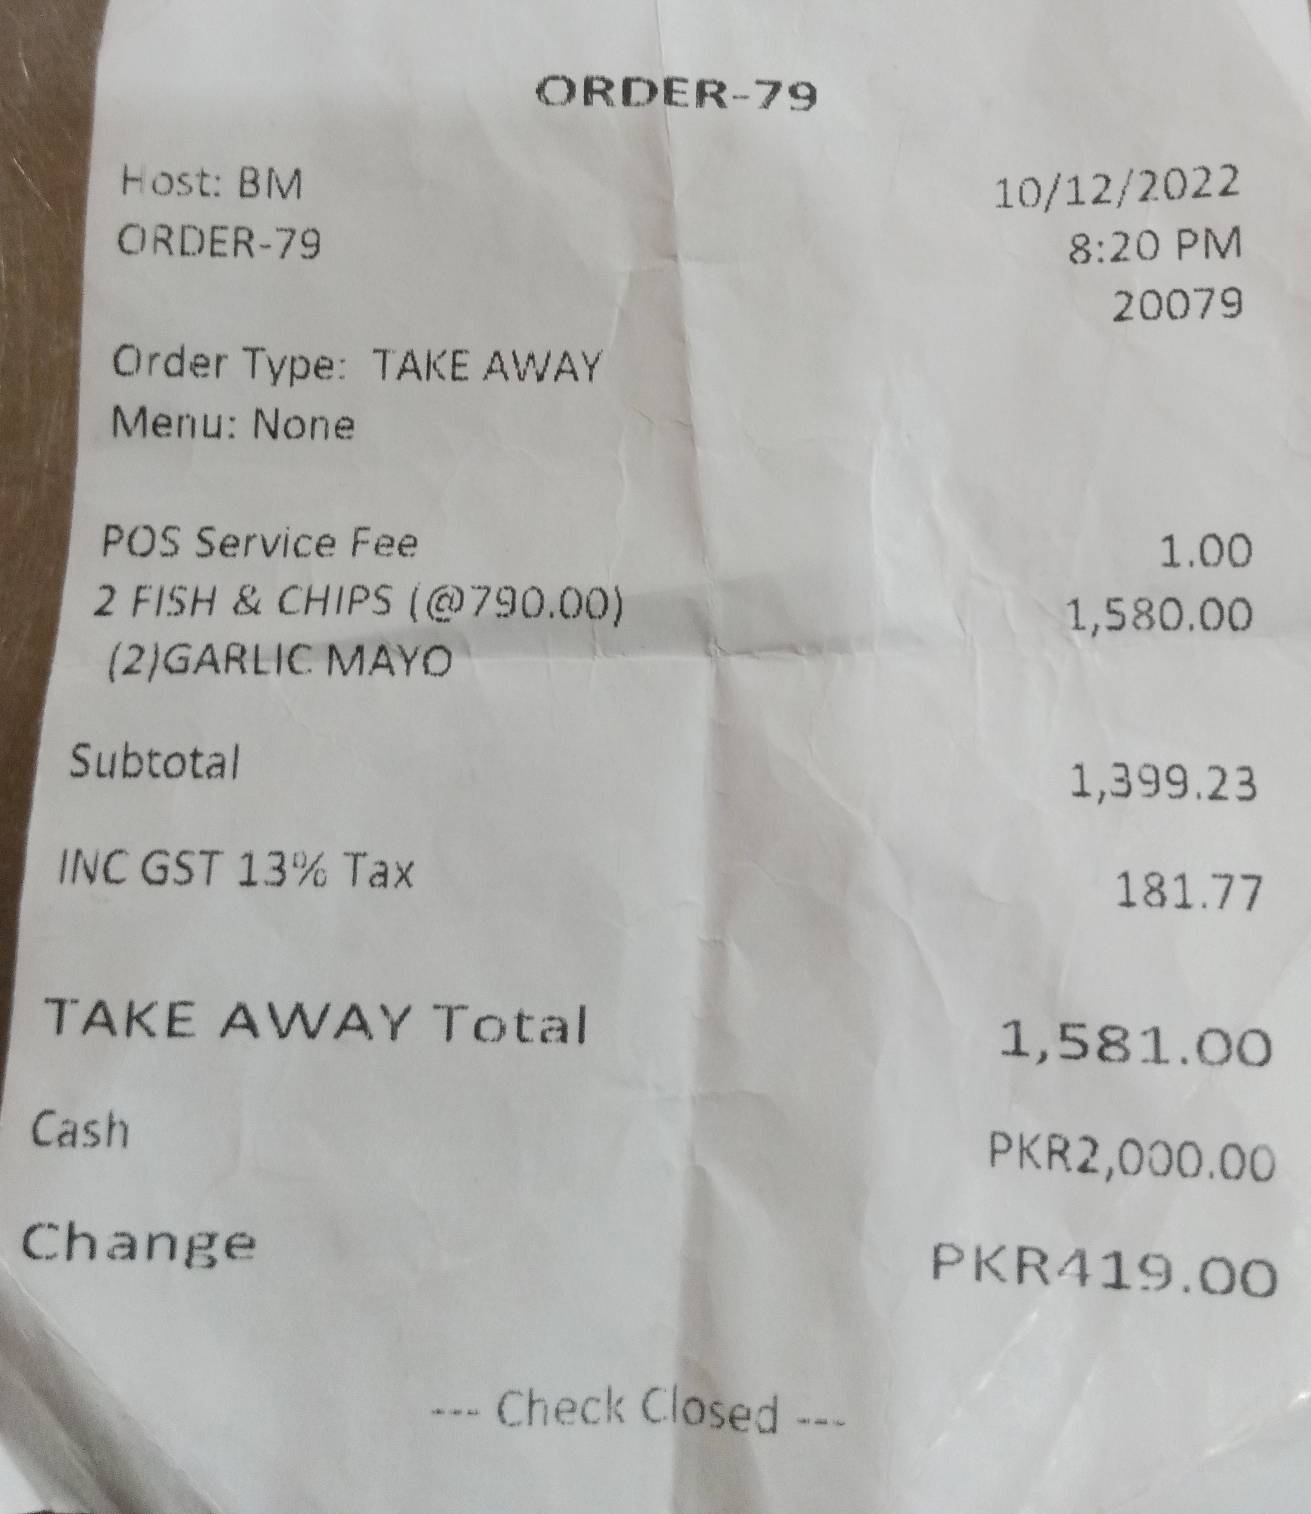 ORDER-79
Host: BM 10/12/2022
ORDER-79 8:20 PM
20079
Order Type: TAKE AWAY
Menu: None
POS Service Fee 1.00
2 FISH & CHIPS (@790.00) 1,580.00
(2)GARLIC MAYO
Subtotal 1,399.23
INC GST 13% Tax 181.77
TAKE AWAY Total 1,581.00
Cash PKR2,000.00
Change PKR419.00
--- Check Closed ---